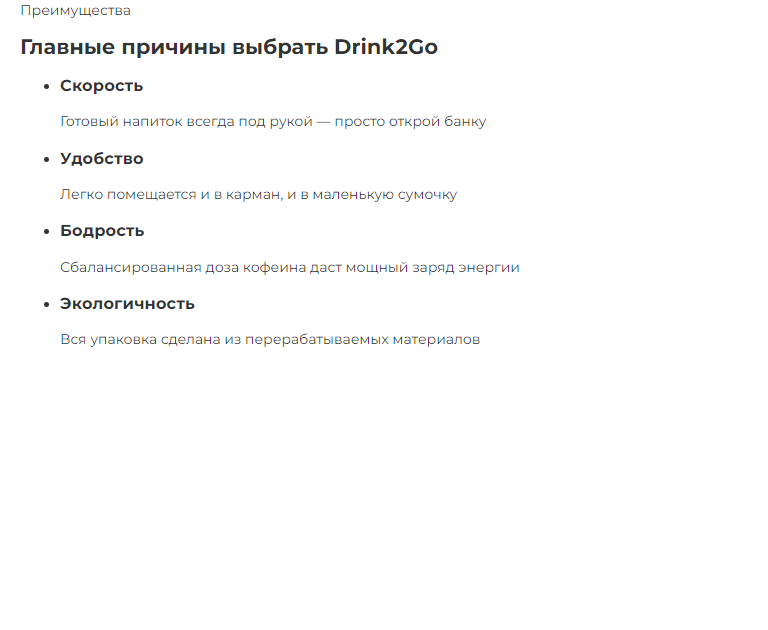 Преимущества
Главные причины выбрать Drink2Go
Скорость
Готовый напиток всегда под рукой — просто открой банку
Удобство
Легко помещается и в карман, и в маленькую сумочку
Бодрость
Сбалансированная доза кофеина даст мощный заряд энергии
Экологичность
Вся упаковка сделана из перерабатываемых материалов